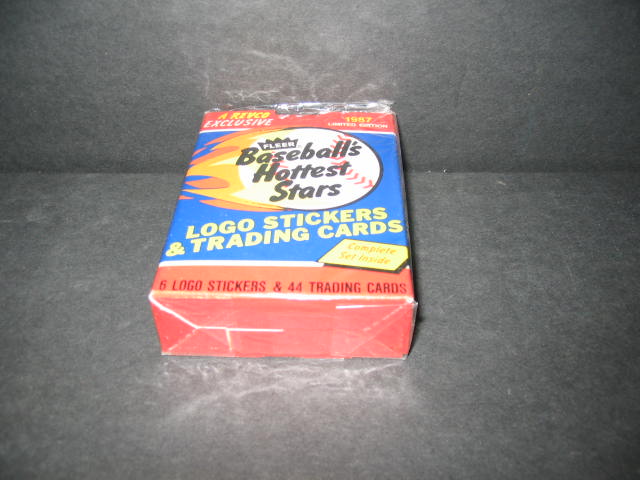 A REVCO
EXCLUSIVE
1987
LIMITED EDITION
FLEER
Baseball's
Hottest
Stars
LOGO STICKERS
& TRADING CARDS
Complete
Set Inside
6 LOGO STICKERS & 44 TRADING CARDS